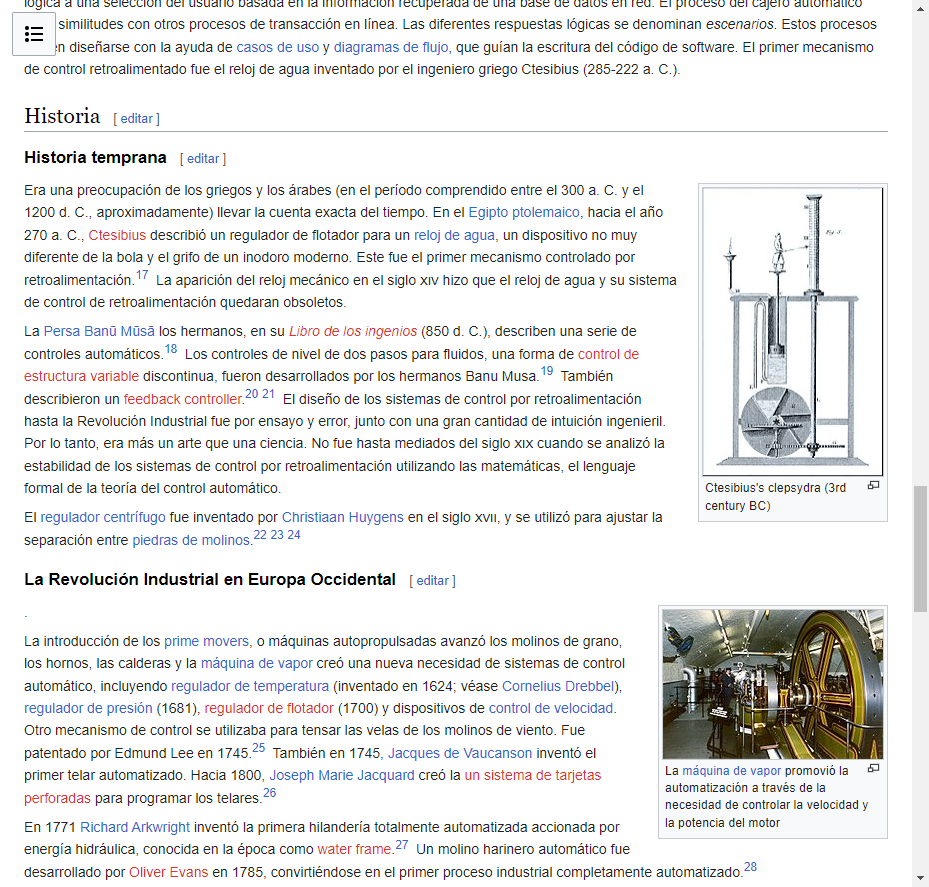 lógica a una selección del usuario basada en la información recuperada de una base de datos en red. El proceso del cajero automático
similitudes con otros procesos de transacción en línea. Las diferentes respuestas lógicas se denominan escenarios. Estos procesos
n diseñarse con la ayuda de casos de uso y diagramas de flujo, que guían la escritura del código de software. El primer mecanismo
de control retroalimentado fue el reloj de agua inventado por el ingeniero griego Ctesibius (285-222 a. C.).
Historia [ editar ]
Historia temprana [ editar ]
Era una preocupación de los griegos y los árabes (en el período comprendido entre el 300 a. C. y el
1200 d. C., aproximadamente) llevar la cuenta exacta del tiempo. En el Egipto ptolemaico, hacia el año
270 a. C., Ctesibius describió un regulador de flotador para un reloj de agua, un dispositivo no muy
diferente de la bola y el grifo de un inodoro moderno. Este fue el primer mecanismo controlado por
retroalimentación.17 La aparición del reloj mecánico en el siglo XIV hizo que el reloj de agua y su sistema
de control de retroalimentación quedaran obsoletos.
La Persa Banū Mūsā los hermanos, en su Libro de los ingenios (850 d. C.), describen una serie de
controles automáticos.18 Los controles de nivel de dos pasos para fluidos, una forma de control de
estructura variable discontinua, fueron desarrollados por los hermanos Banu Musa.19 También
describieron un feedback controller.20 21 El diseño de los sistemas de control por retroalimentación
hasta la Revolución Industrial fue por ensayo y error, junto con una gran cantidad de intuición ingenieril.
Por lo tanto, era más un arte que una ciencia. No fue hasta mediados del siglo XIX cuando se analizó la
estabilidad de los sistemas de control por retroalimentación utilizando las matemáticas, el lenguaje
formal de la teoría del control automático.
El regulador centrífugo fue inventado por Christiaan Huygens en el siglo XVII, y se utilizó para ajustar la
separación entre piedras de molinos.22 23 24
Fig. 3.
Ctesibius's clepsydra (3rd
century BC)
La Revolución Industrial en Europa Occidental [ editar ]
.
La introducción de los prime movers, o máquinas autopropulsadas avanzó los molinos de grano,
los hornos, las calderas y la máquina de vapor creó una nueva necesidad de sistemas de control
automático, incluyendo regulador de temperatura (inventado en 1624; véase Cornelius Drebbel),
regulador de presión (1681), regulador de flotador (1700) y dispositivos de control de velocidad.
Otro mecanismo de control se utilizaba para tensar las velas de los molinos de viento. Fue
patentado por Edmund Lee en 1745.25 También en 1745, Jacques de Vaucanson inventó el
primer telar automatizado. Hacia 1800, Joseph Marie Jacquard creó la un sistema de tarjetas
perforadas para programar los telares.26
La máquina de vapor promovió la
automatización a través de la
necesidad de controlar la velocidad y
la potencia del motor
En 1771 Richard Arkwright inventó la primera hilandería totalmente automatizada accionada por
energía hidráulica, conocida en la época como water frame.27 Un molino harinero automático fue
desarrollado por Oliver Evans en 1785, convirtiéndose en el primer proceso industrial completamente automatizado.28